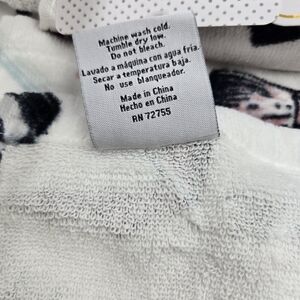 Machine wash cold.
Tumble dry low.
Do not bleach.
Lavado a máquina con agua fria.
Secar a temperatura baja.
No use blanqueador.
Made in China
Hecho en China
RN 72755